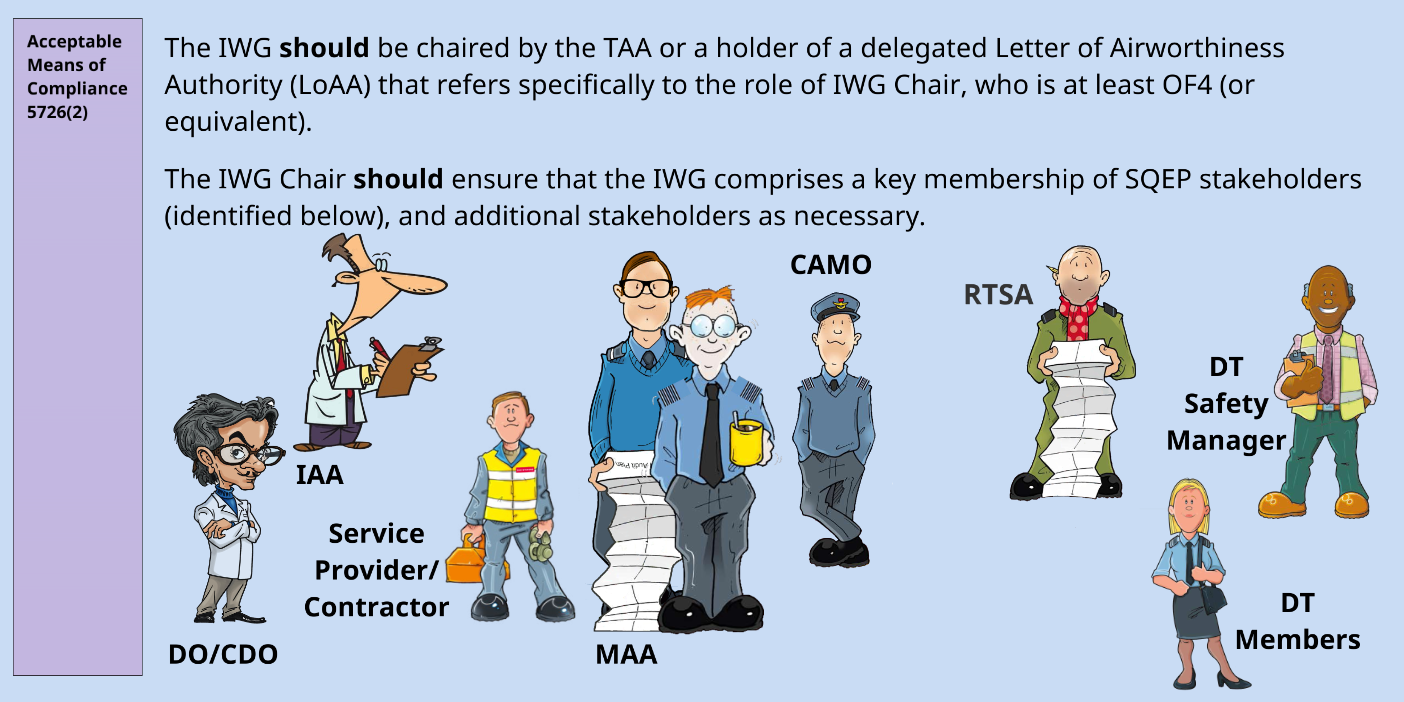 Acceptable
Means of
Compliance
5726(2)
The IWG should be chaired by the TAA or a holder of a delegated Letter of Airworthiness
Authority (LoAA) that refers specifically to the role of IWG Chair, who is at least OF4 (or
equivalent).
The IWG Chair should ensure that the IWG comprises a key membership of SQEP stakeholders
(identified below), and additional stakeholders as necessary.
CAMO
RTSA
DT
Safety
Manager
IAA
Service
Provider/
Contractor
DT
Members
DO/CDO
MAA